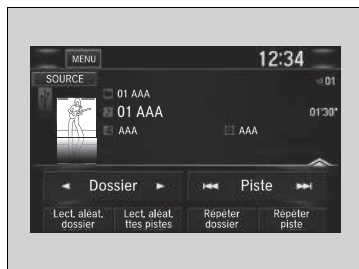 MENU
12:34
SOURCE
01
01 AAA
01 AAA
01'30"
AAA
AAA
Dossier
Piste
Lect. aléat.
dossier
Lect. aléat.
ttes pistes
Répéter
dossier
Répéter
piste